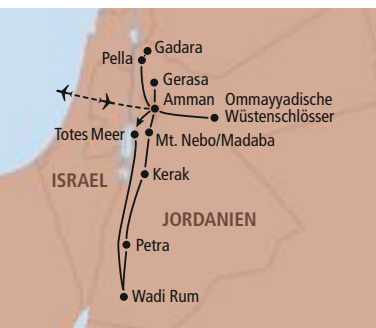 Gadara
Pella
Gerasa
Amman
Ommayyadische
Wüstenschlösser
Totes Meer
Mt. Nebo/Madaba
ISRAEL
Kerak
JORDANIEN
Petra
Wadi Rum